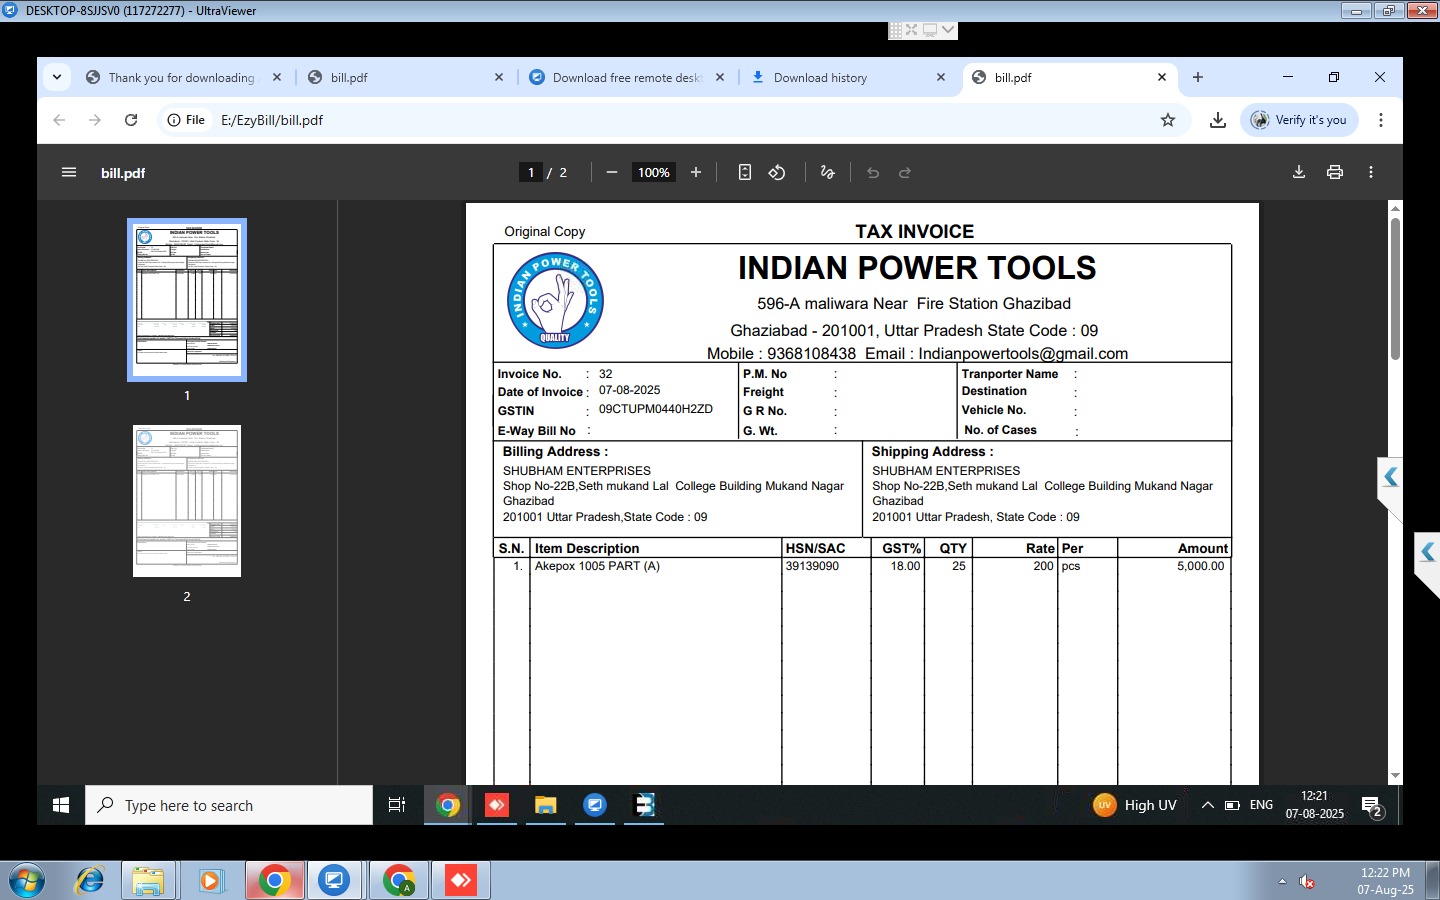 DESKTOP-8SJJSV0 (117272277) - UltraViewer
Thank you for downloading
bill.pdf
Download free remote desk
Download history
bill.pdf
File E:/EzyBill/bill.pdf
Verify it's you
bill.pdf
1 / 2
100%
1
2
Original Copy
TAX INVOICE
INDIAN POWER TOOLS
QUALITY
INDIAN POWER TOOLS
596-A maliwara Near Fire Station Ghazibad
Ghaziabad - 201001, Uttar Pradesh State Code : 09
Mobile : 9368108438 Email : Indianpowertools@gmail.com
Invoice No. : 32 P.M. No : Tranporter Name :
Date of Invoice : 07-08-2025 Freight : Destination :
GSTIN : 09CTUPM0440H2ZD G R No. : Vehicle No. :
E-Way Bill No : G. Wt. : No. of Cases :
Billing Address :
SHUBHAM ENTERPRISES
Shop No-22B,Seth mukand Lal College Building Mukand Nagar
Ghazibad
201001 Uttar Pradesh,State Code : 09
Shipping Address :
SHUBHAM ENTERPRISES
Shop No-22B,Seth mukand Lal College Building Mukand Nagar
Ghazibad
201001 Uttar Pradesh, State Code : 09
S.N. Item Description HSN/SAC GST% QTY Rate Per Amount
1. Akepox 1005 PART (A) 39139090 18.00 25 200 pcs 5,000.00
Type here to search
UV
High UV
ENG
12:21
07-08-2025
2
A
12:22 PM
07-Aug-25